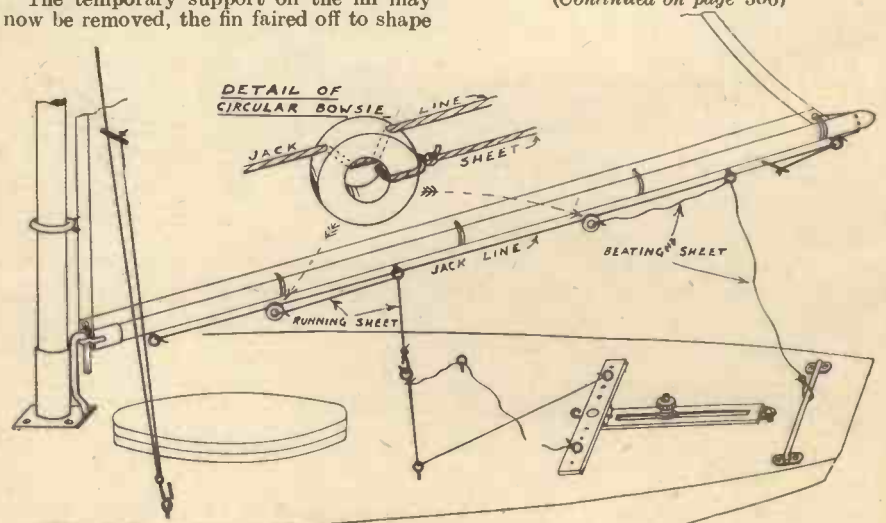 The temporary support on the fin may
now be removed, the fin faired off to shape
(Continued on page 306)
DETAIL OF
CIRCULAR BOWSIE
LINE
JACK
SHEET
JACK LINE
BEATING SHEET
RUNNING SHEET